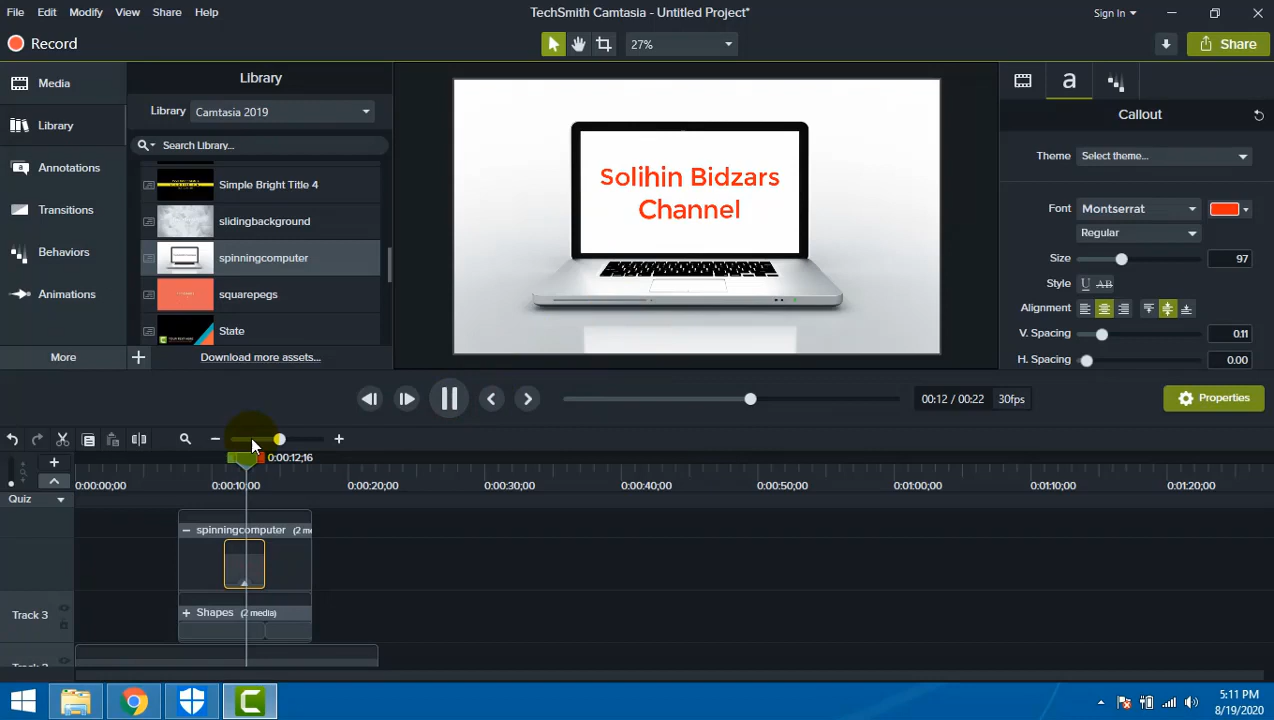 File Edit Modify View Share Help
TechSmith Camtasia - Untitled Project*
Sign In
Record
27%
Share
Media
Library
Annotations
Transitions
Behaviors
Animations
More
Library
Library Camtasia 2019
Search Library...
Simple Bright Title 4
slidingbackground
spinningcomputer
squarepegs
State
Download more assets...
Solihin Bidzars
Channel
a
Callout
Theme Select theme...
Font Montserrat
Regular
Size 97
Style U AB
Alignment
V. Spacing 0.11
H. Spacing 0.00
00:12 / 00:22 30fps
Properties
0:00:12;16
0:00:00;00 0:00:10;00 0:00:20;00 0:00:30;00 0:00:40;00 0:00:50;00 0:01:00;00 0:01:10;00 0:01:20;00
Quiz
spinningcomputer (2 m
Track 3
Shapes (2 media)
5:11 PM
8/19/2020